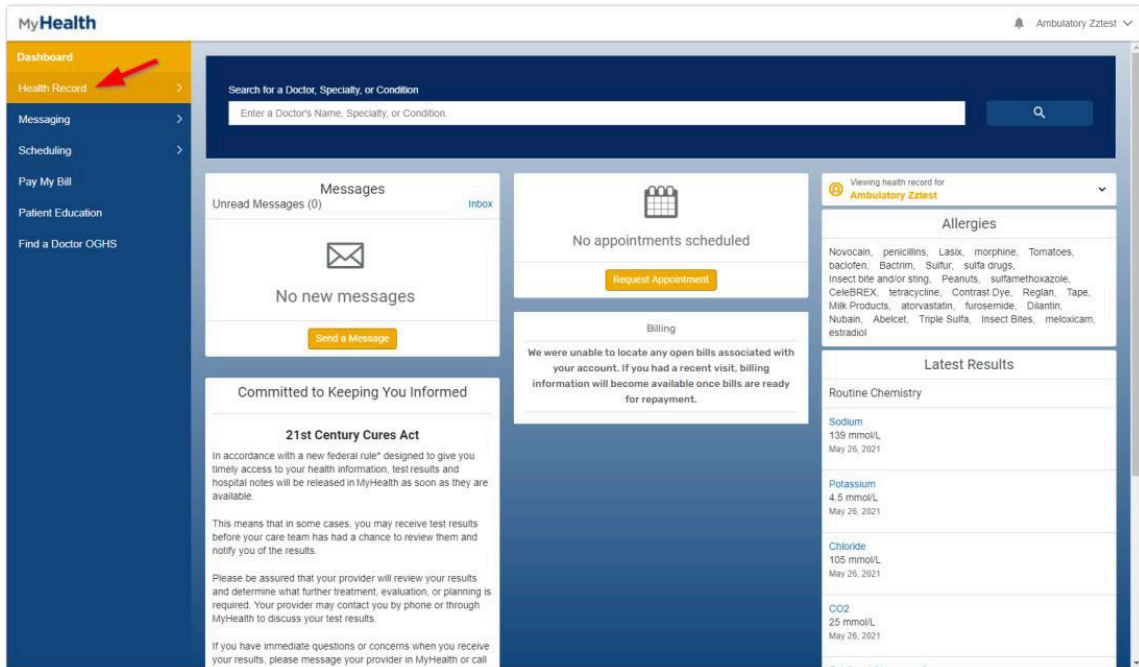 MyHealth
Ambulatory Zztest
Dashboard
Health Record
Messaging
Scheduling
Pay My Bill
Patient Education
Find a Doctor OGHS
Search for a Doctor, Specialty, or Condition
Enter a Doctor's Name, Specialty, or Condition.
Messages
Unread Messages (0)
Inbox
No new messages
Send a Message
Committed to Keeping You Informed
21st Century Cures Act
In accordance with a new federal rule* designed to give you
timely access to your health information, test results and
hospital notes will be released in MyHealth as soon as they are
available.
This means that in some cases, you may receive test results
before your care team has had a chance to review them and
notify you of the results.
Please be assured that your provider will review your results
and determine what further treatment, evaluation, or planning is
required. Your provider may contact you by phone or through
MyHealth to discuss your test results.
If you have immediate questions or concerns when you receive
your results, please message your provider in MyHealth or call
No appointments scheduled
Request Appointment
Billing
We were unable to locate any open bills associated with
your account. If you had a recent visit, billing
information will become available once bills are ready
for repayment.
Viewing health record for
Ambulatory Zztest
Allergies
Novocain, penicillins, Lasix, morphine, Tomatoes,
baclofen, Bactrim, Sulfur, sulfa drugs,
Insect bite and/or sting, Peanuts, sulfamethoxazole,
CeleBREX, tetracycline, Contrast Dye, Reglan, Tape,
Milk Products, atorvastatin, furosemide, Dilantin,
Nubain, Abelcet, Triple Sulfa, Insect Bites, meloxicam,
estradiol
Latest Results
Routine Chemistry
Sodium
139 mmol/L
May 26, 2021
Potassium
4.5 mmol/L
May 26, 2021
Chloride
105 mmol/L
May 26, 2021
CO2
25 mmol/L
May 26, 2021